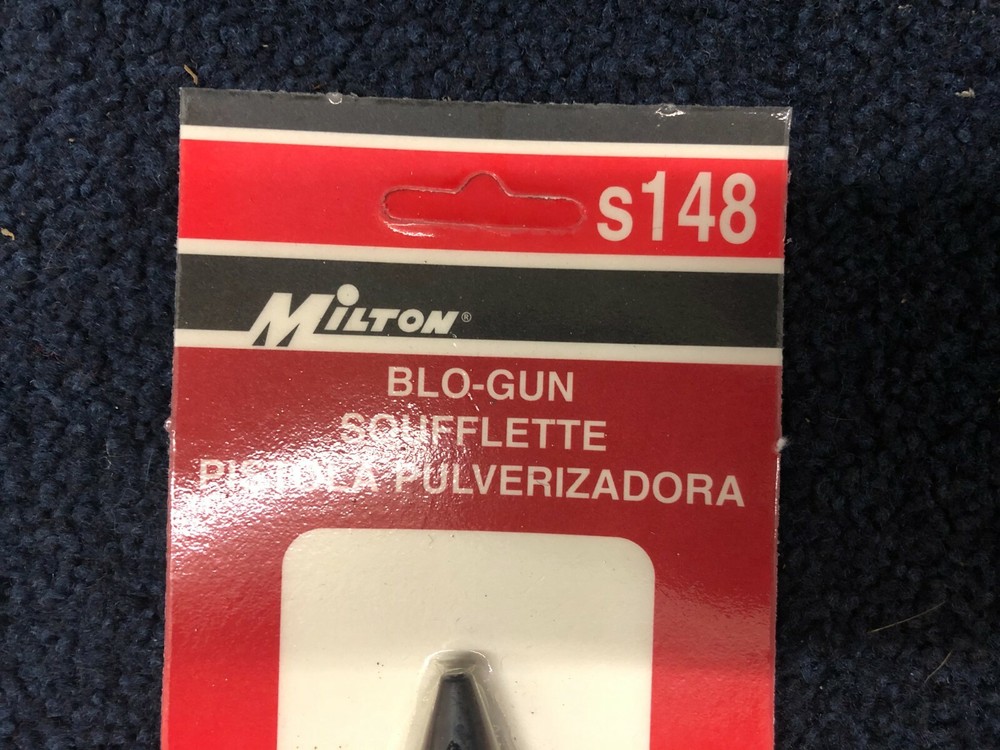 s148
MILTON®
BLO-GUN
SOUFFLETTE
PISTOLA PULVERIZADORA